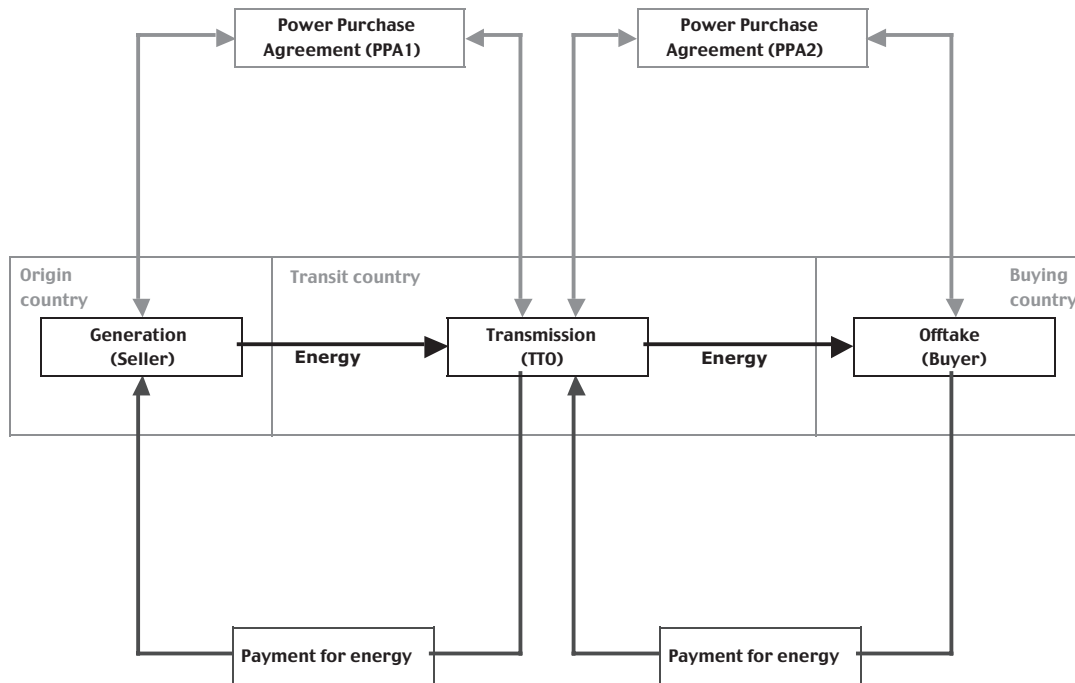 Power Purchase
Agreement (PPA1)
Power Purchase
Agreement (PPA2)
Origin
country
Transit country
Buying
country
Generation
(Seller)
Energy
Transmission
(TTO)
Energy
Offtake
(Buyer)
Payment for energy
Payment for energy